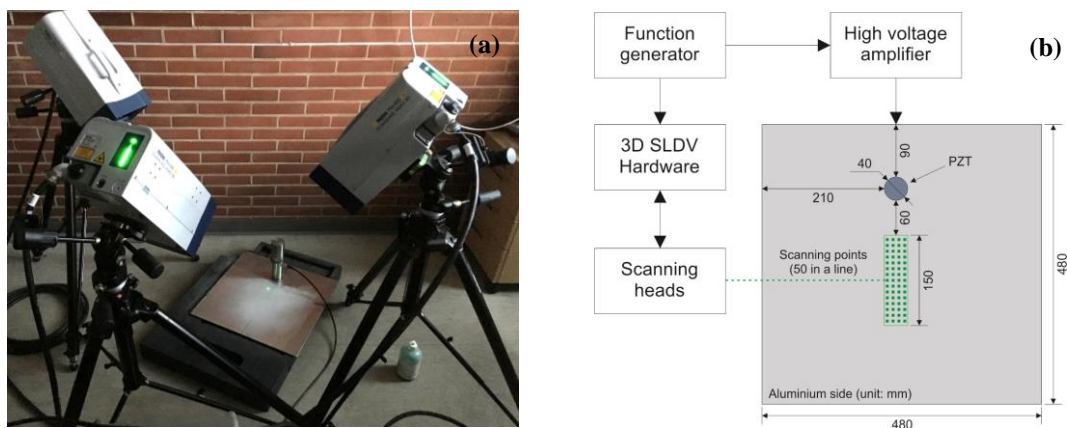 (a)
Function
generator
High voltage
amplifier
(b)
3D SLDV
Hardware
90
40
PZT
210
60
Scanning
heads
Scanning points
(50 in a line)
150
480
Aluminium side (unit: mm)
480